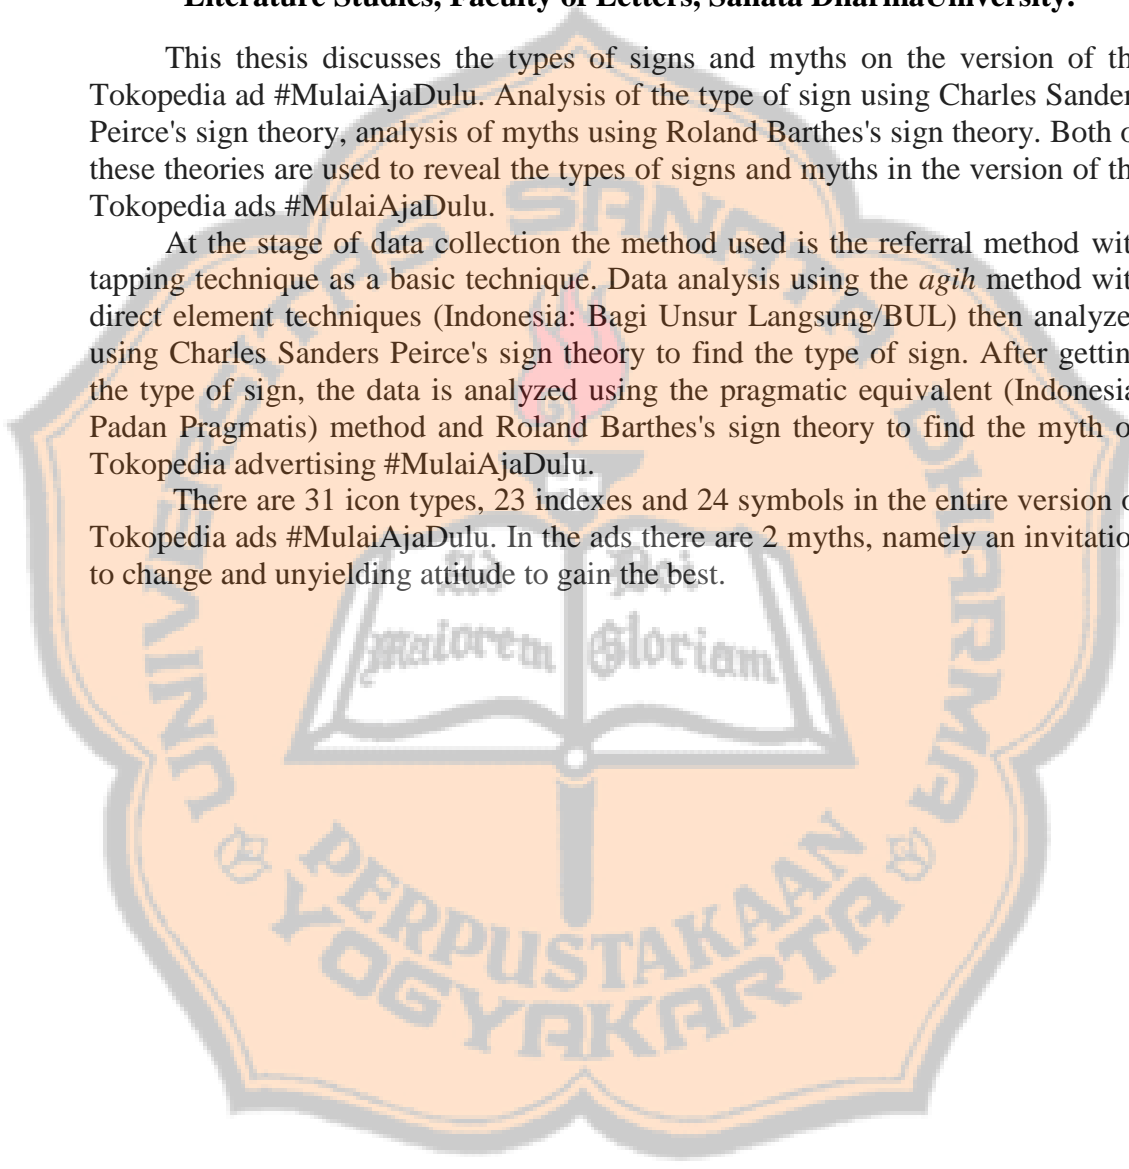 Literature Studies, Faculty of Letters, Sanata DharmaUniversity.
This thesis discusses the types of signs and myths on the version of th
Tokopedia ad #MulaiAjaDulu. Analysis of the type of sign using Charles Sander
Peirce's sign theory, analysis of myths using Roland Barthes's sign theory. Both o
these theories are used to reveal the types of signs and myths in the version of th
Tokopedia ads #MulaiAjaDulu.
At the stage of data collection the method used is the referral method wit
tapping technique as a basic technique. Data analysis using the agih method wit
direct element techniques (Indonesia: Bagi Unsur Langsung/BUL) then analyze
using Charles Sanders Peirce's sign theory to find the type of sign. After gettin
the type of sign, the data is analyzed using the pragmatic equivalent (Indonesia
Padan Pragmatis) method and Roland Barthes's sign theory to find the myth o
Tokopedia advertising #MulaiAjaDulu.
There are 31 icon types, 23 indexes and 24 symbols in the entire version o
Tokopedia ads #MulaiAjaDulu. In the ads there are 2 myths, namely an invitatio
to change and unyielding attitude to gain the best.
UNIVERSITAS SANATA DHARMA
Ad Dei
Maiorem Gloriam
PERPUSTAKAAN
YOGYAKARTA